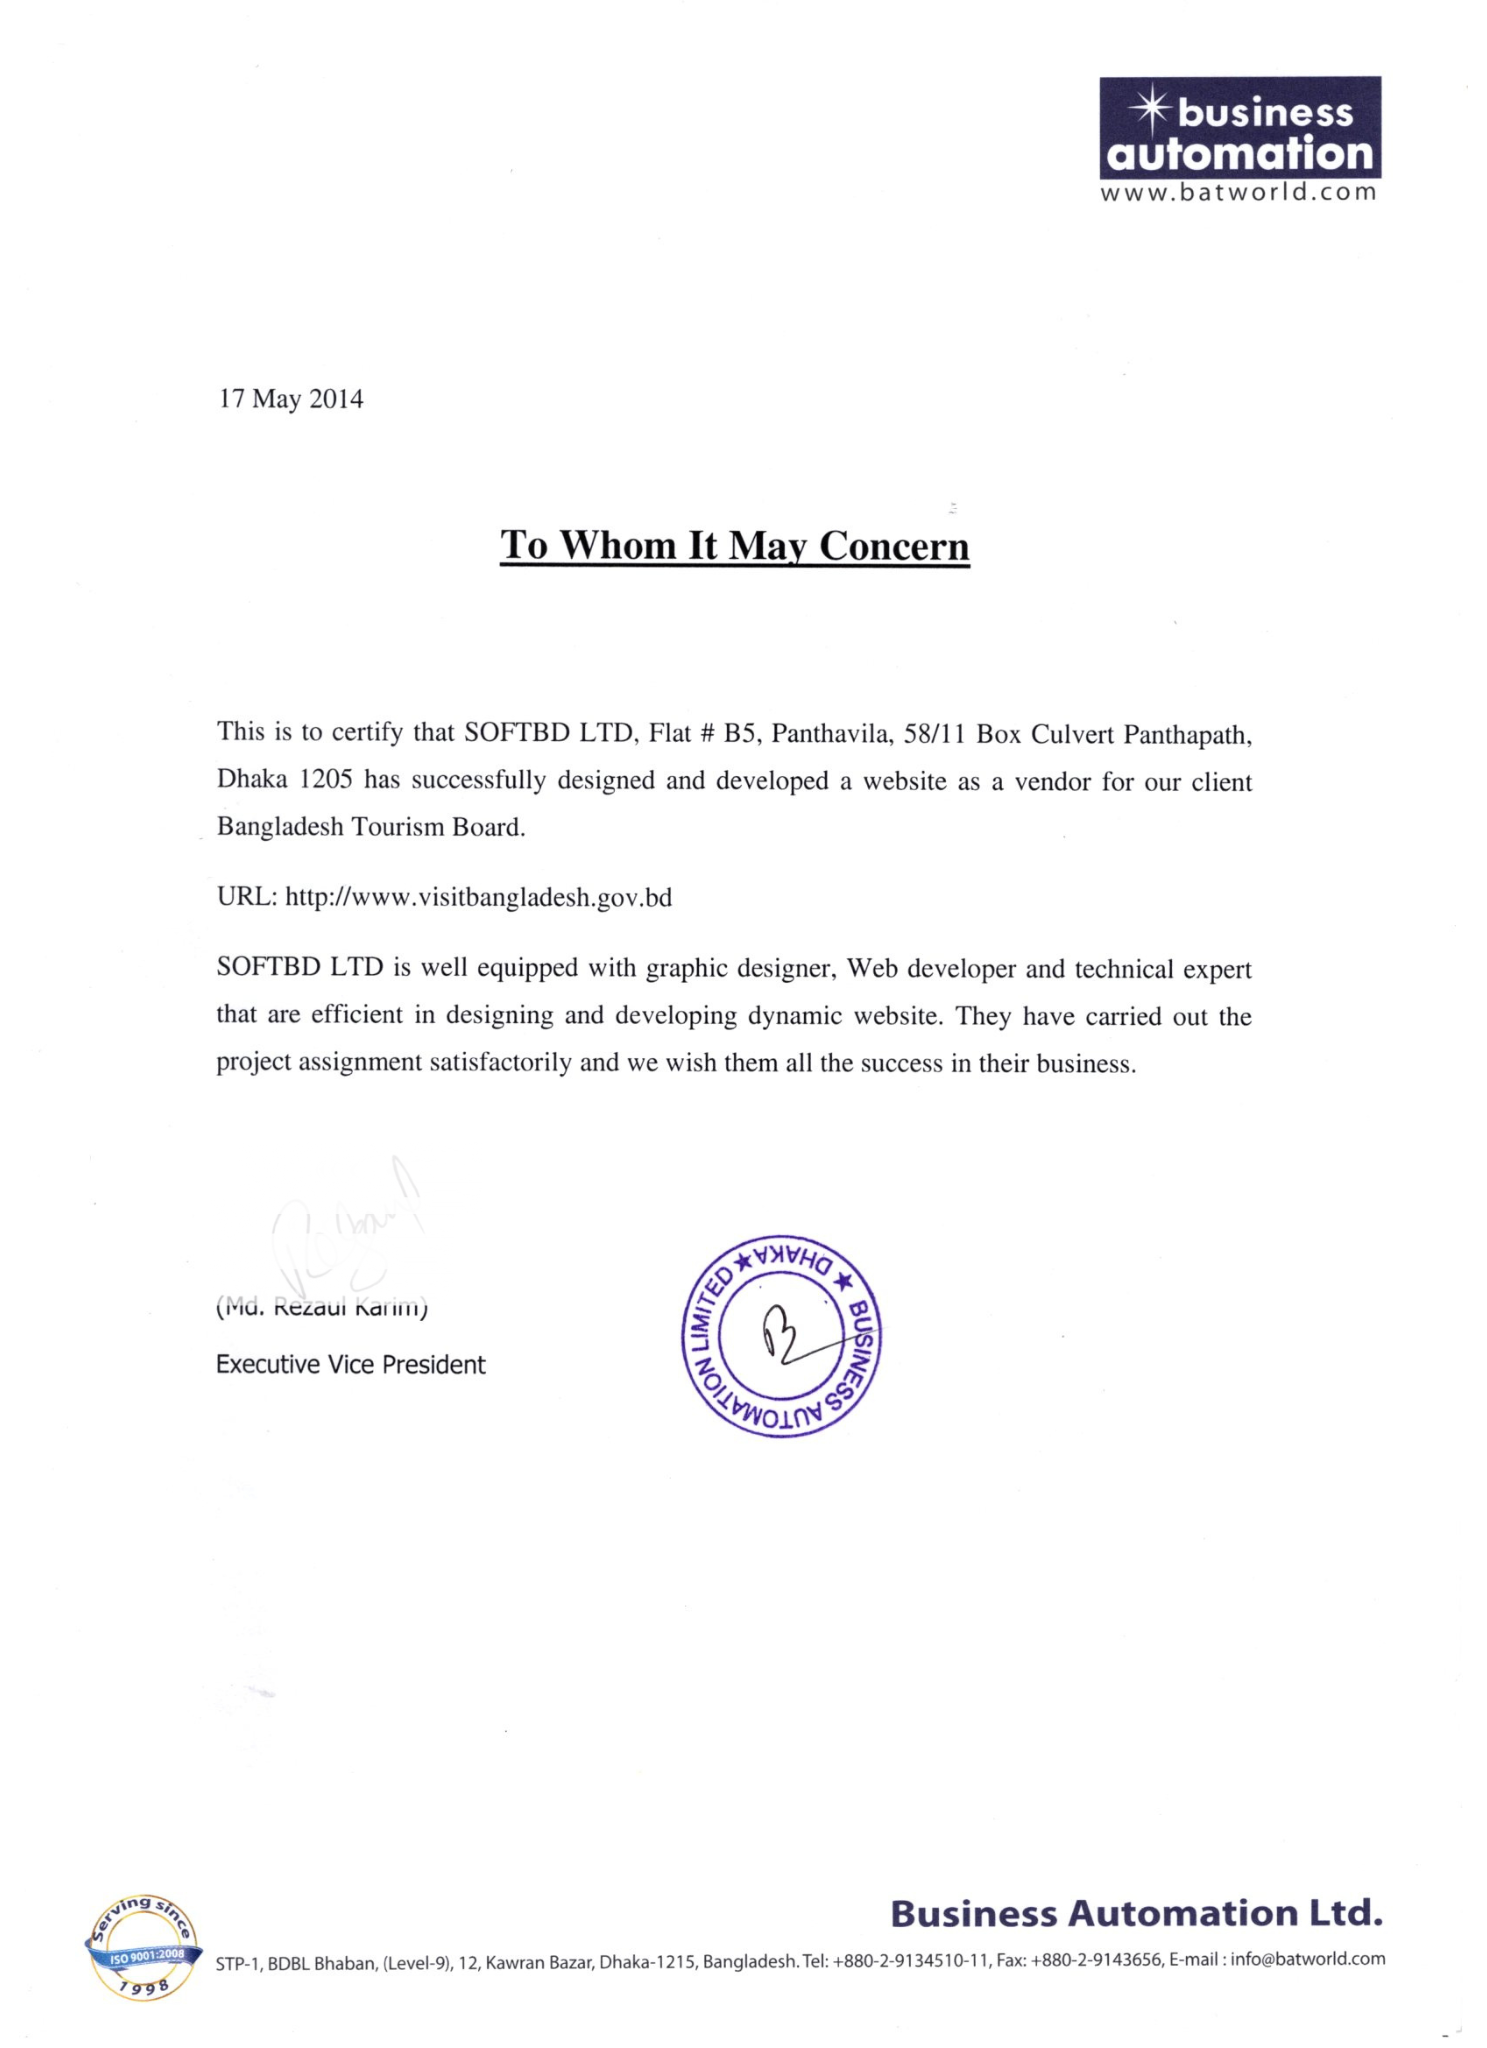 business
automation
www.batworld.com
17 May 2014
To Whom It May Concern
This is to certify that SOFTBD LTD, Flat # B5, Panthavila, 58/11 Box Culvert Panthapath,
Dhaka 1205 has successfully designed and developed a website as a vendor for our client
Bangladesh Tourism Board.
URL: http://www.visitbangladesh.gov.bd
SOFTBD LTD is well equipped with graphic designer, Web developer and technical expert
that are efficient in designing and developing dynamic website. They have carried out the
project assignment satisfactorily and we wish them all the success in their business.
(Md. Rezaul Karim)
Executive Vice President
BUSINESS AUTOMATION LIMITED ★ DHAKA ★
Serving since
ISO 9001:2008
1998
Business Automation Ltd.
STP-1, BDBL Bhaban, (Level-9), 12, Kawran Bazar, Dhaka-1215, Bangladesh. Tel: +880-2-9134510-11, Fax: +880-2-9143656, E-mail : info@batworld.com